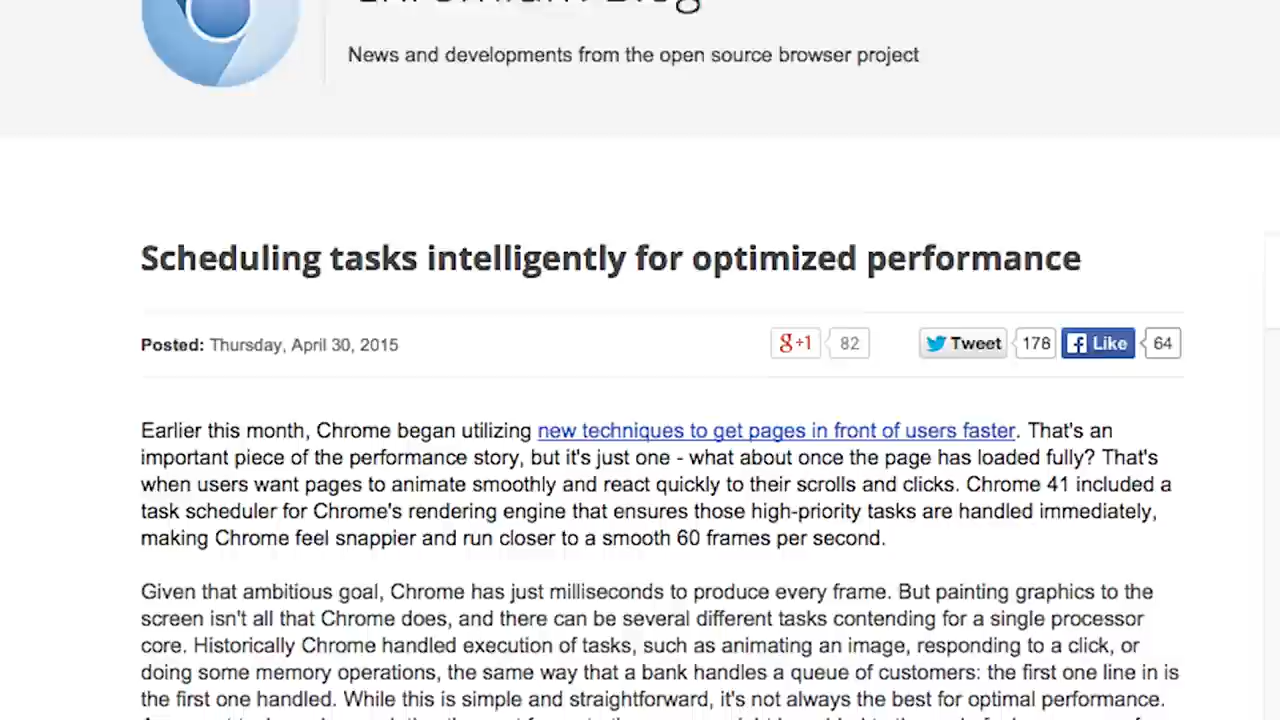 Chromium Blog
News and developments from the open source browser project
Scheduling tasks intelligently for optimized performance
Posted: Thursday, April 30, 2015
g+1 82 Tweet 178 Like 64
Earlier this month, Chrome began utilizing new techniques to get pages in front of users faster. That's an
important piece of the performance story, but it's just one - what about once the page has loaded fully? That's
when users want pages to animate smoothly and react quickly to their scrolls and clicks. Chrome 41 included a
task scheduler for Chrome's rendering engine that ensures those high-priority tasks are handled immediately,
making Chrome feel snappier and run closer to a smooth 60 frames per second.
Given that ambitious goal, Chrome has just milliseconds to produce every frame. But painting graphics to the
screen isn't all that Chrome does, and there can be several different tasks contending for a single processor
core. Historically Chrome handled execution of tasks, such as animating an image, responding to a click, or
doing some memory operations, the same way that a bank handles a queue of customers: the first one line in is
the first one handled. While this is simple and straightforward, it's not always the best for optimal performance.